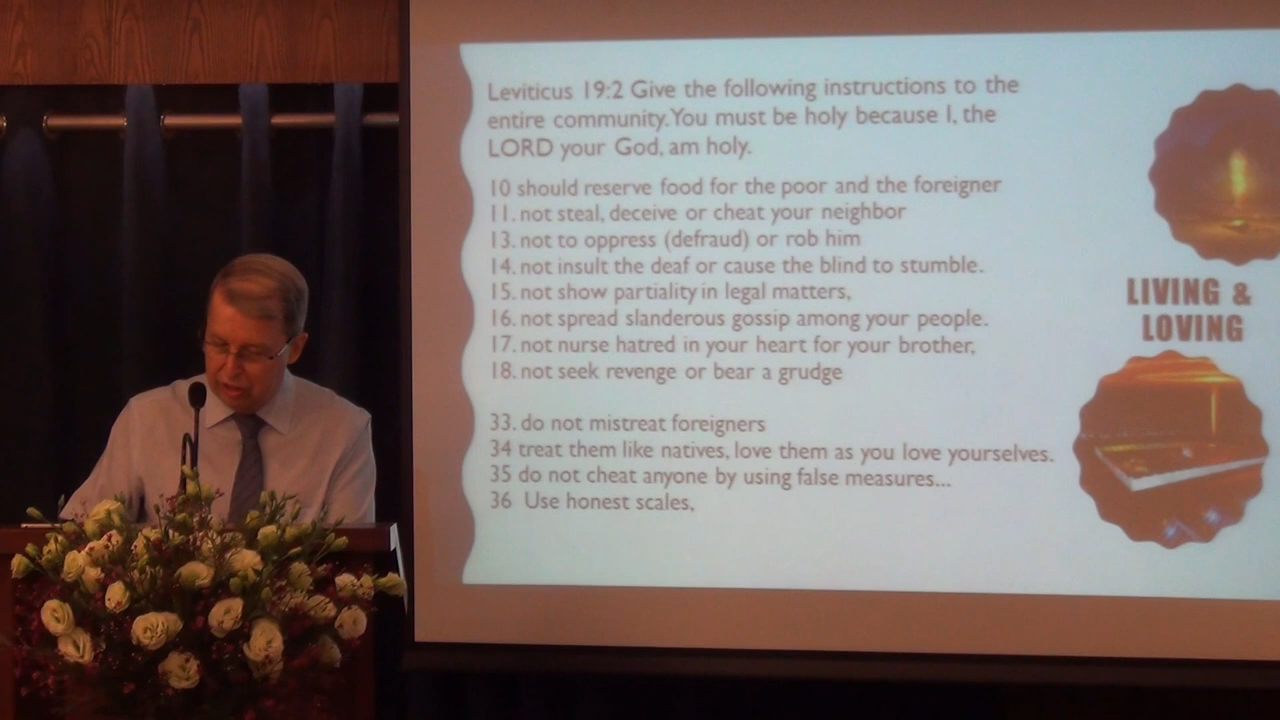 Leviticus 19:2 Give the following instructions to the
entire community. You must be holy because I, the
LORD your God, am holy.
10 should reserve food for the poor and the foreigner
11. not steal, deceive or cheat your neighbor
13. not to oppress (defraud) or rob him
14. not insult the deaf or cause the blind to stumble.
15. not show partiality in legal matters,
16. not spread slanderous gossip among your people.
17. not nurse hatred in your heart for your brother,
18. not seek revenge or bear a grudge
33. do not mistreat foreigners
34 treat them like natives, love them as you love yourselves.
35 do not cheat anyone by using false measures...
36 Use honest scales,
LIVING &
LOVING